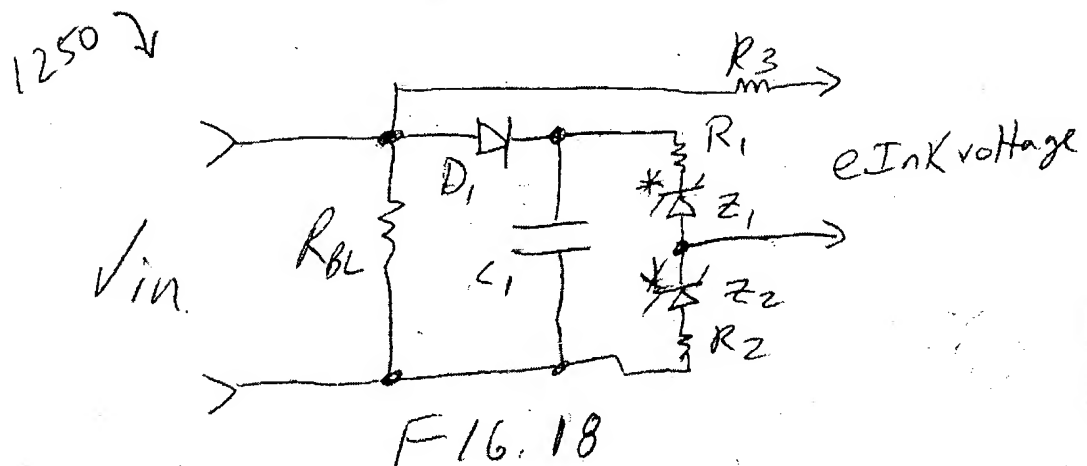 1250
R3
R1
eInk voltage
D1
* Z1
Vin
RBL
C1
* Z2
R2
FIG. 18